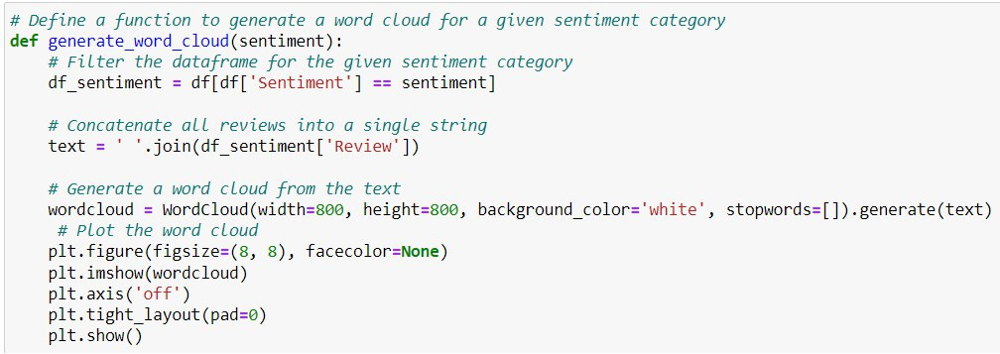 # Define a function to generate a word cloud for a given sentiment category
def generate_word_cloud(sentiment):
    # Filter the dataframe for the given sentiment category
    df_sentiment = df[df['Sentiment'] == sentiment]

    # Concatenate all reviews into a single string
    text = ' '.join(df_sentiment['Review'])

    # Generate a word cloud from the text
    wordcloud = WordCloud(width=800, height=800, background_color='white', stopwords=[]).generate(text)
     # Plot the word cloud
    plt.figure(figsize=(8, 8), facecolor=None)
    plt.imshow(wordcloud)
    plt.axis('off')
    plt.tight_layout(pad=0)
    plt.show()